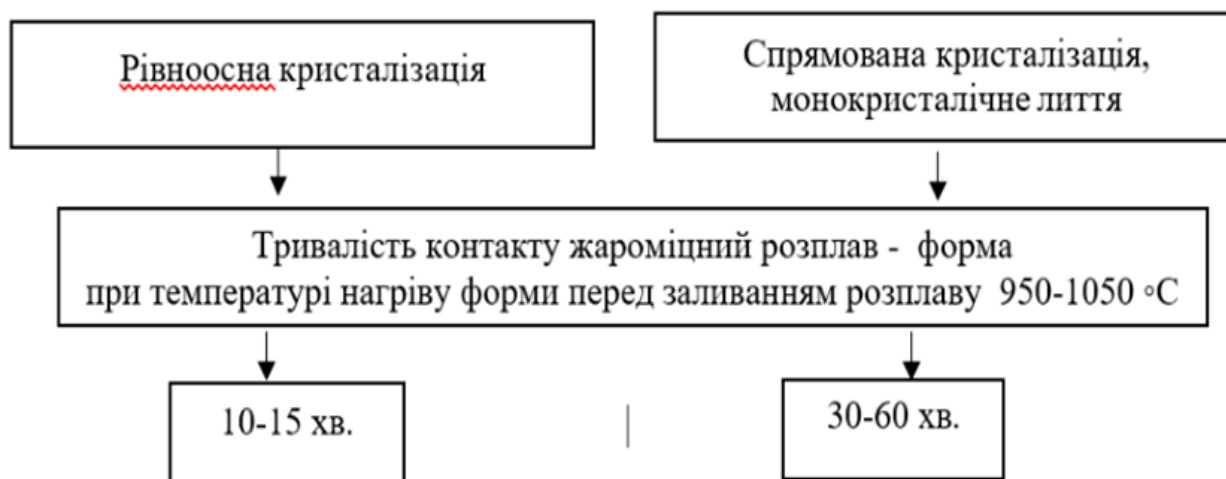 Рівноосна кристалізація
Спрямована кристалізація,
монокристалічне лиття
Тривалість контакту жароміцний розплав - форма
при температурі нагріву форми перед заливанням розплаву 950-1050 °С
10-15 хв.
30-60 хв.